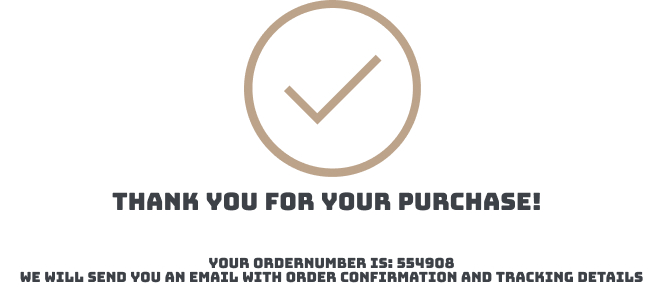 THANK YOU FOR YOUR PURCHASE!
YOUR ORDERNUMBER IS: 554908
WE WILL SEND YOU AN EMAIL WITH ORDER CONFIRMATION AND TRACKING DETAILS